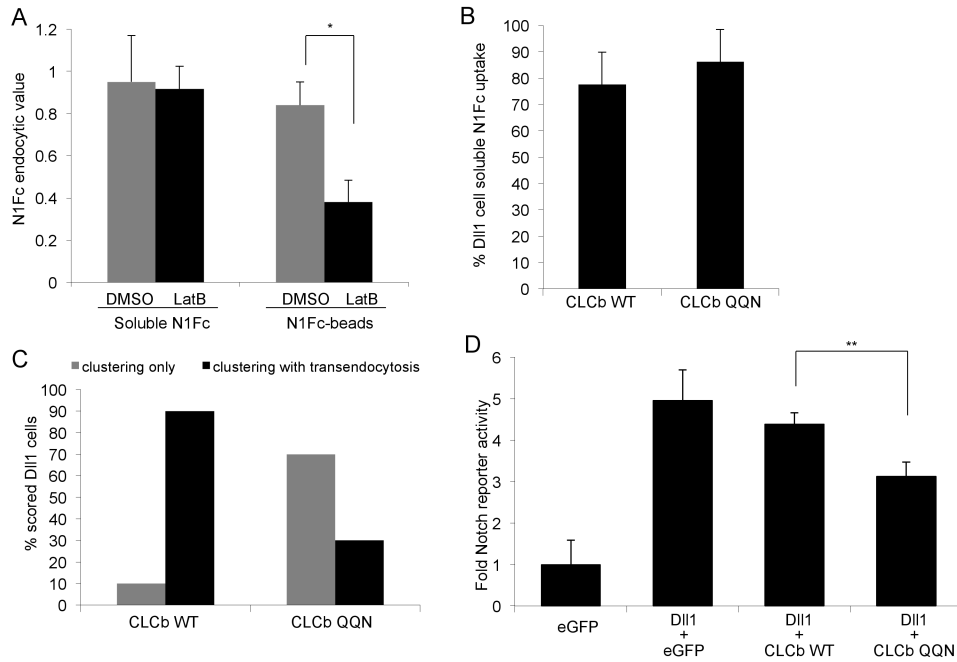 A
N1Fc endocytic value
1.2
1
0.8
0.6
0.4
0.2
0
*
DMSO LatB
Soluble N1Fc
DMSO LatB
N1Fc-beads
B
% Dll1 cell soluble N1Fc uptake
100
90
80
70
60
50
40
30
20
10
0
CLCb WT
CLCb QQN
C
clustering only
clustering with transendocytosis
% scored Dll1 cells
100
90
80
70
60
50
40
30
20
10
0
CLCb WT
CLCb QQN
D
Fold Notch reporter activity
6
5
4
3
2
1
0
**
eGFP
Dll1
+
eGFP
Dll1
+
CLCb WT
Dll1
+
CLCb QQN